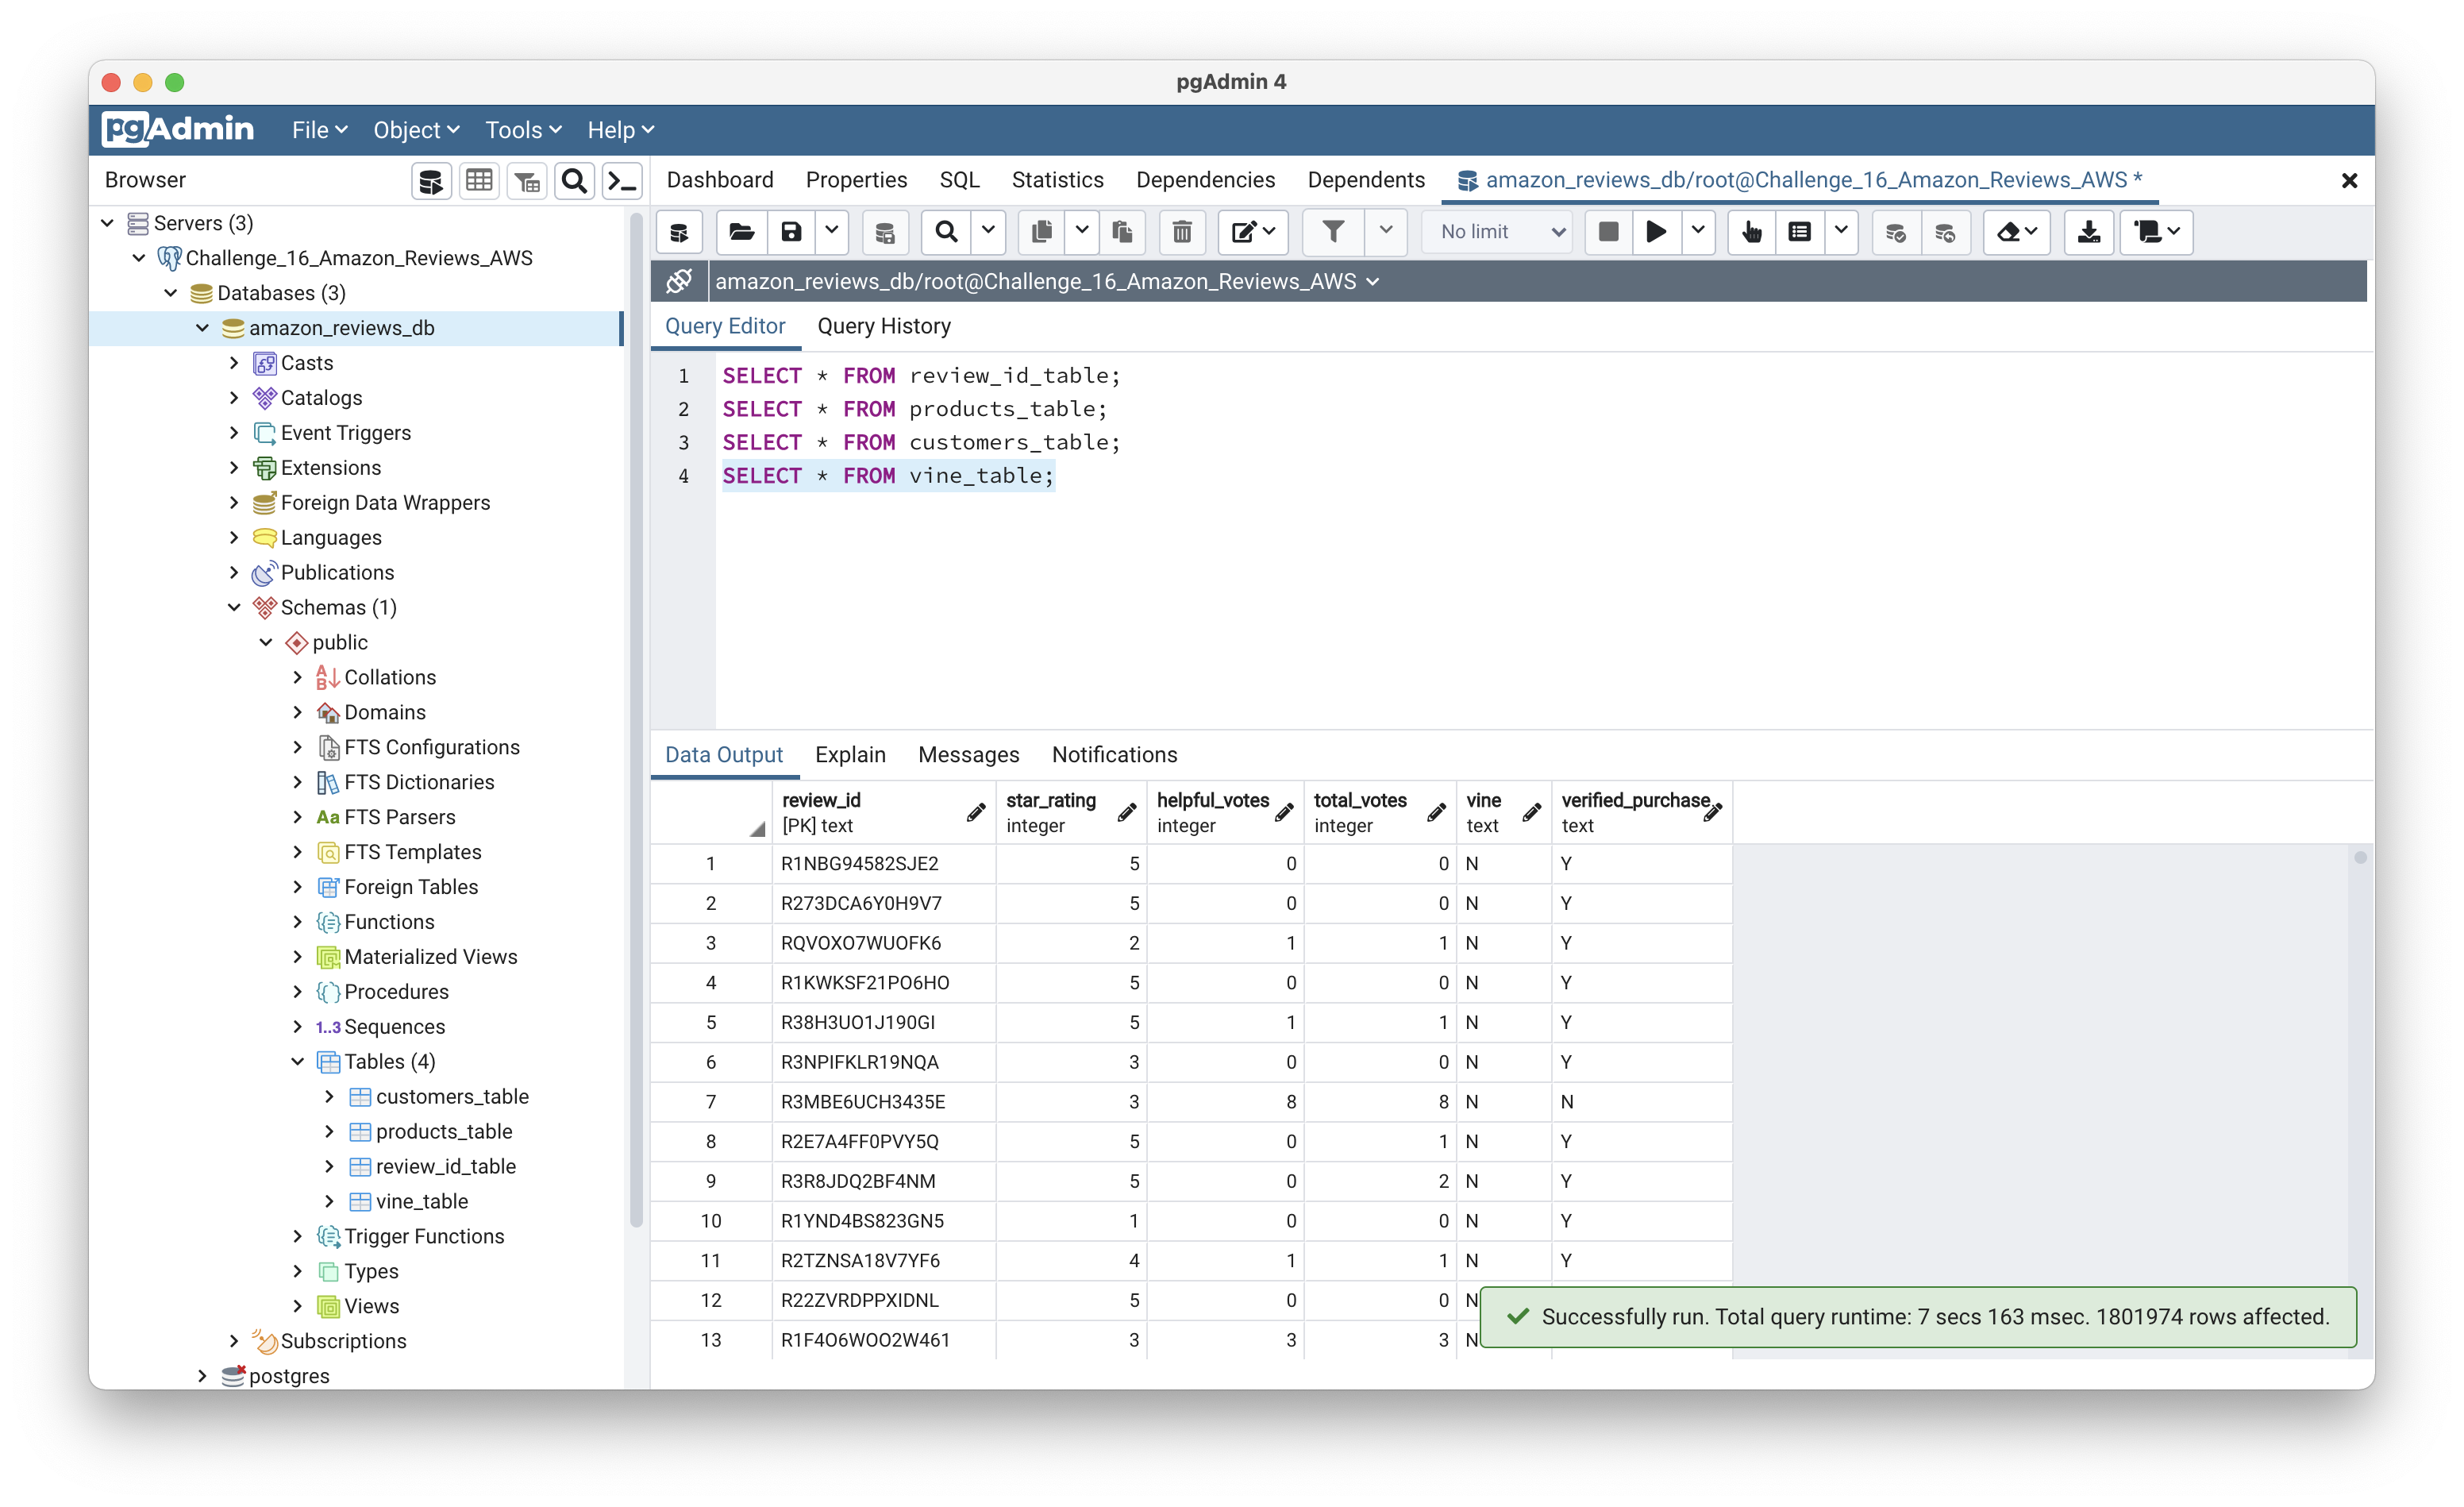 pgAdmin 4
pgAdmin File Object Tools Help
Browser
Dashboard Properties SQL Statistics Dependencies Dependents amazon_reviews_db/root@Challenge_16_Amazon_Reviews_AWS *
Servers (3)
Challenge_16_Amazon_Reviews_AWS
Databases (3)
amazon_reviews_db
Casts
Catalogs
Event Triggers
Extensions
Foreign Data Wrappers
Languages
Publications
Schemas (1)
public
Collations
Domains
FTS Configurations
FTS Dictionaries
Aa FTS Parsers
FTS Templates
Foreign Tables
Functions
Materialized Views
Procedures
1..3 Sequences
Tables (4)
customers_table
products_table
review_id_table
vine_table
Trigger Functions
Types
Views
Subscriptions
postgres
No limit
amazon_reviews_db/root@Challenge_16_Amazon_Reviews_AWS
Query Editor Query History
1 SELECT * FROM review_id_table;
2 SELECT * FROM products_table;
3 SELECT * FROM customers_table;
4 SELECT * FROM vine_table;
Data Output Explain Messages Notifications
review_id star_rating helpful_votes total_votes vine verified_purchase
[PK] text integer integer integer text text
1 R1NBG94582SJE2 5 0 0 N Y
2 R273DCA6Y0H9V7 5 0 0 N Y
3 RQVOXO7WUOFK6 2 1 1 N Y
4 R1KWKSF21PO6HO 5 0 0 N Y
5 R38H3UO1J190GI 5 1 1 N Y
6 R3NPIFKLR19NQA 3 0 0 N Y
7 R3MBE6UCH3435E 3 8 8 N N
8 R2E7A4FF0PVY5Q 5 0 1 N Y
9 R3R8JDQ2BF4NM 5 0 2 N Y
10 R1YND4BS823GN5 1 0 0 N Y
11 R2TZNSA18V7YF6 4 1 1 N Y
12 R22ZVRDPPXIDNL 5 0 0 N
13 R1F4O6WOO2W461 3 3 3 N
Successfully run. Total query runtime: 7 secs 163 msec. 1801974 rows affected.